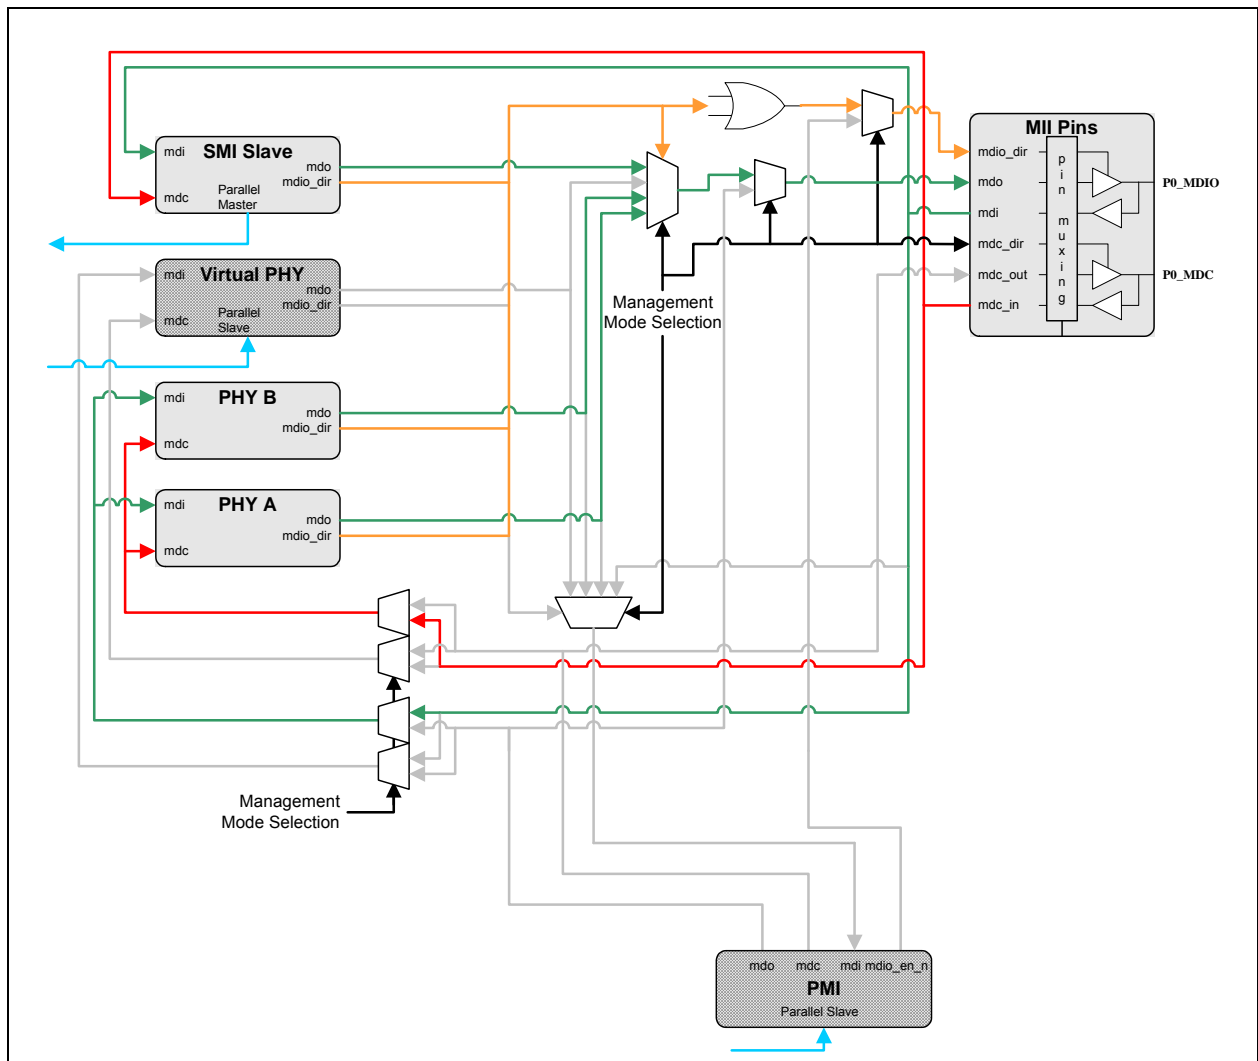 SMI Slave
mdi
mdo
mdio_dir
mdc
Parallel
Master
Virtual PHY
mdi
mdo
mdio_dir
mdc
Parallel
Slave
PHY B
mdi
mdo
mdio_dir
mdc
PHY A
mdi
mdo
mdio_dir
mdc
Management
Mode Selection
MII Pins
mdio_dir
mdo
mdi
mdc_dir
mdc_out
mdc_in
pin muxing
P0_MDIO
P0_MDC
Management
Mode Selection
mdo mdc mdi mdio_en_n
PMI
Parallel Slave